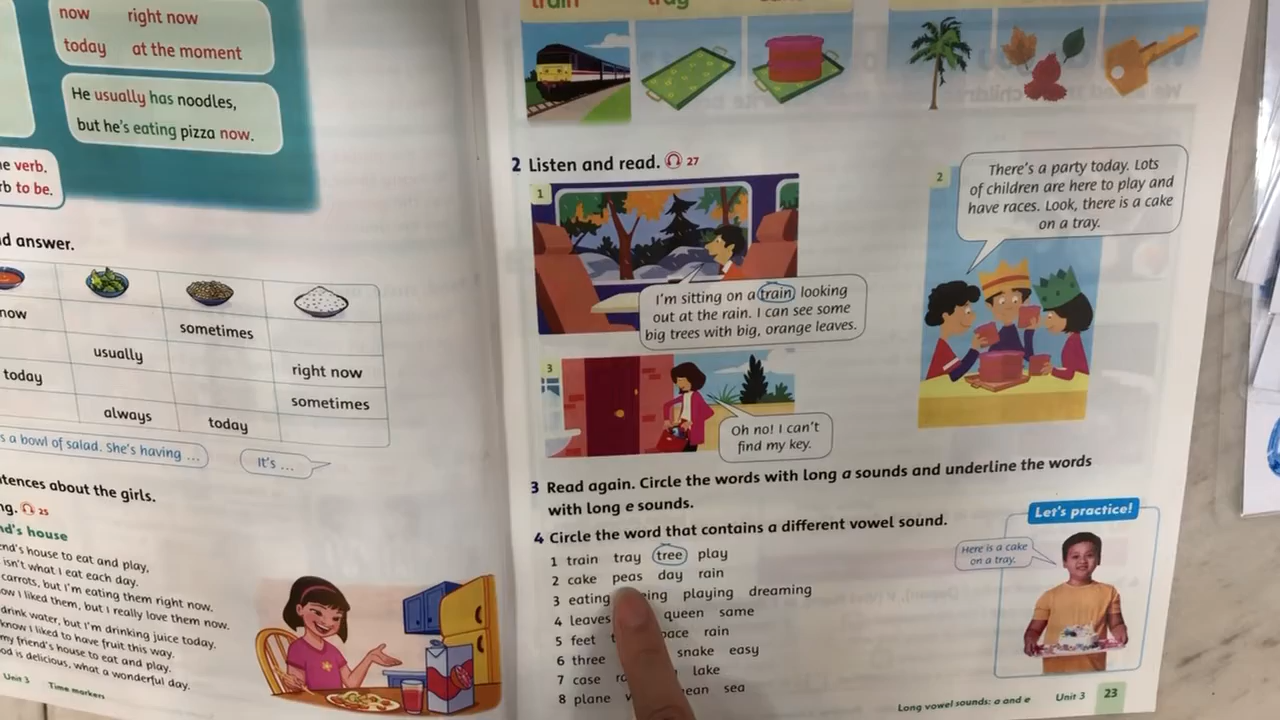 now right now
today at the moment
He usually has noodles,
but he's eating pizza now.
e verb.
rb to be.
d answer.
now
sometimes
usually
today
right now
sometimes
always
today
s a bowl of salad. She's having ...
It's ...
tences about the girls.
ng. 25
nd's house
end's house to eat and play,
isn't what I eat each day.
carrots, but I'm eating them right now.
ow I liked them, but I really love them now.
drink water, but I'm drinking juice today.
know I liked to have fruit this way.
my friend's house to eat and play.
od is delicious, what a wonderful day.
Unit 3 Time markers
train tray
2 Listen and read. 27
1
I'm sitting on a train looking
out at the rain. I can see some
big trees with big, orange leaves.
2
There's a party today. Lots
of children are here to play and
have races. Look, there is a cake
on a tray.
3
Oh no! I can't
find my key.
3 Read again. Circle the words with long a sounds and underline the words
with long e sounds.
4 Circle the word that contains a different vowel sound.
1 train tray tree play
2 cake peas day rain
3 eating playing dreaming
4 leaves queen same
5 feet rain
6 three snake easy
7 case lake
8 plane sea
Let's practice!
Here is a cake
on a tray.
Long vowel sounds: a and e Unit 3 23